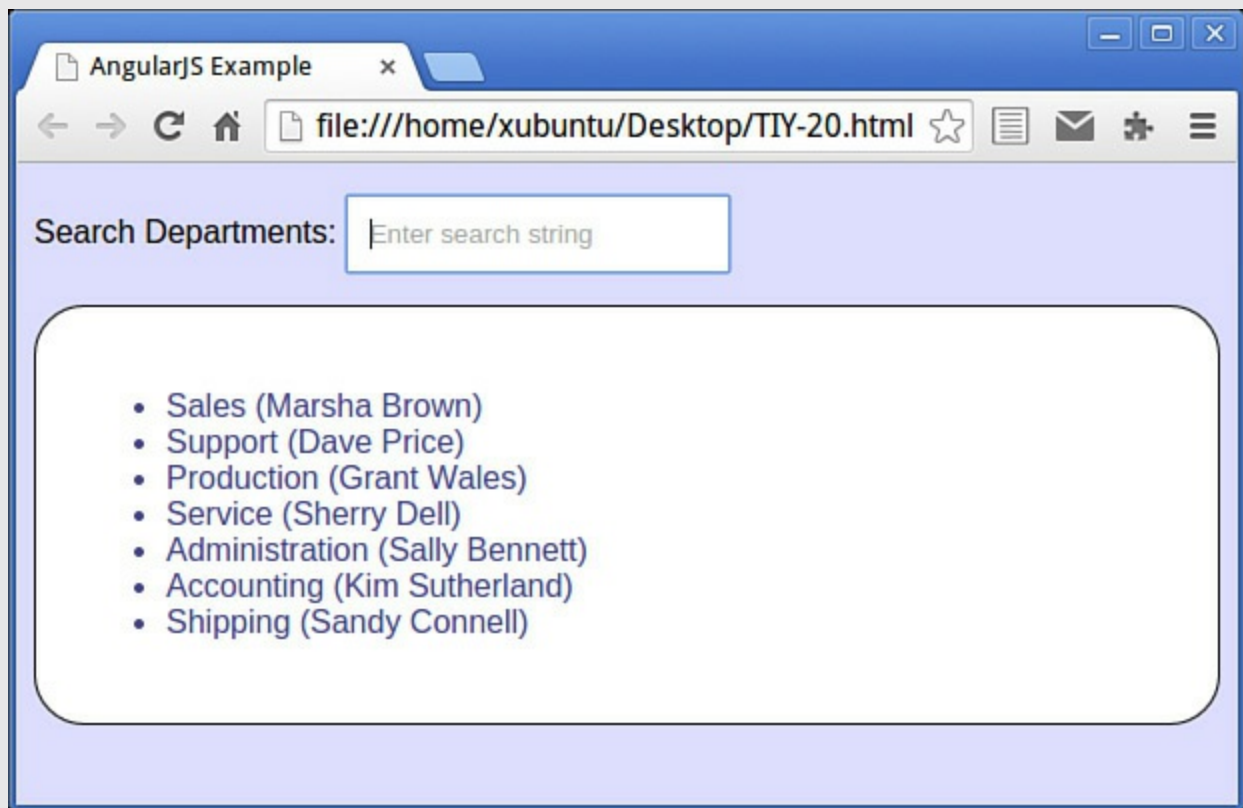 AngularJS Example
file:///home/xubuntu/Desktop/TIY-20.html
Search Departments: Enter search string
• Sales (Marsha Brown)
• Support (Dave Price)
• Production (Grant Wales)
• Service (Sherry Dell)
• Administration (Sally Bennett)
• Accounting (Kim Sutherland)
• Shipping (Sandy Connell)